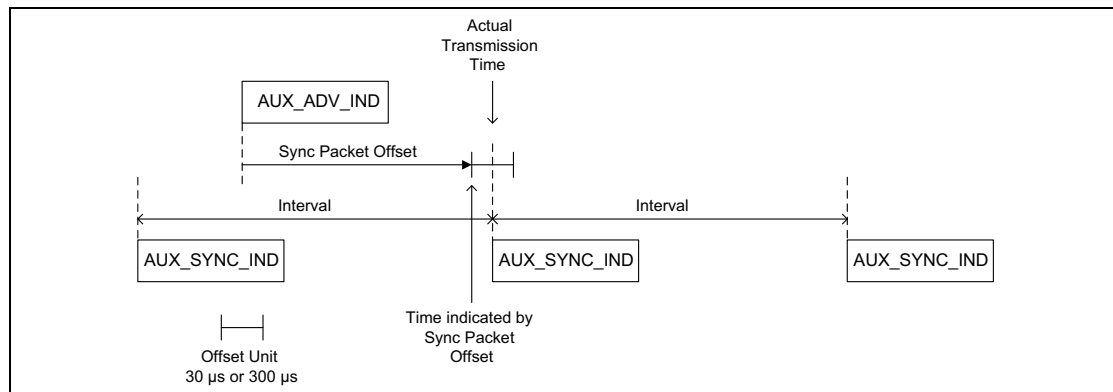 Actual
Transmission
Time
AUX_ADV_IND
Sync Packet Offset
Interval
Interval
AUX_SYNC_IND
AUX_SYNC_IND
AUX_SYNC_IND
Time indicated by
Sync Packet
Offset
Offset Unit
30 µs or 300 µs